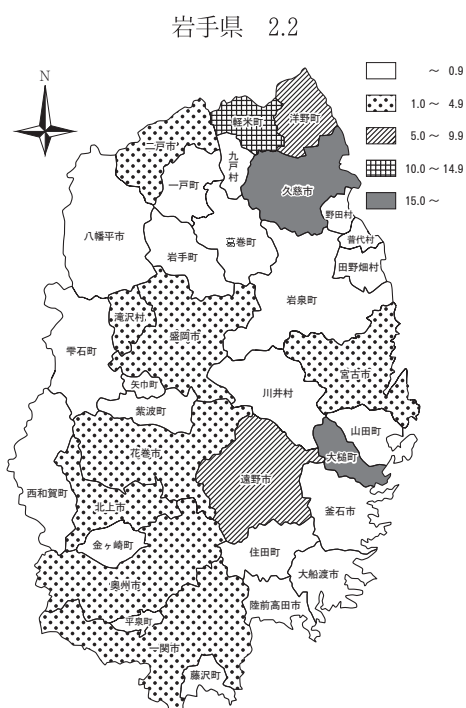 岩手県 2.2
N
～ 0.9
1.0～ 4.9
5.0～ 9.9
10.0～ 14.9
15.0～
軽米町
洋野町
二戸市
九戸村
一戸町
久慈市
野田村
八幡平市
葛巻町
普代村
岩手町
田野畑村
岩泉町
滝沢村
盛岡市
雫石町
宮古市
矢巾町
川井村
紫波町
山田町
花巻市
大槌町
遠野市
西和賀町
北上市
釜石市
金ヶ崎町
住田町
大船渡市
奥州市
陸前高田市
平泉町
一関市
藤沢町